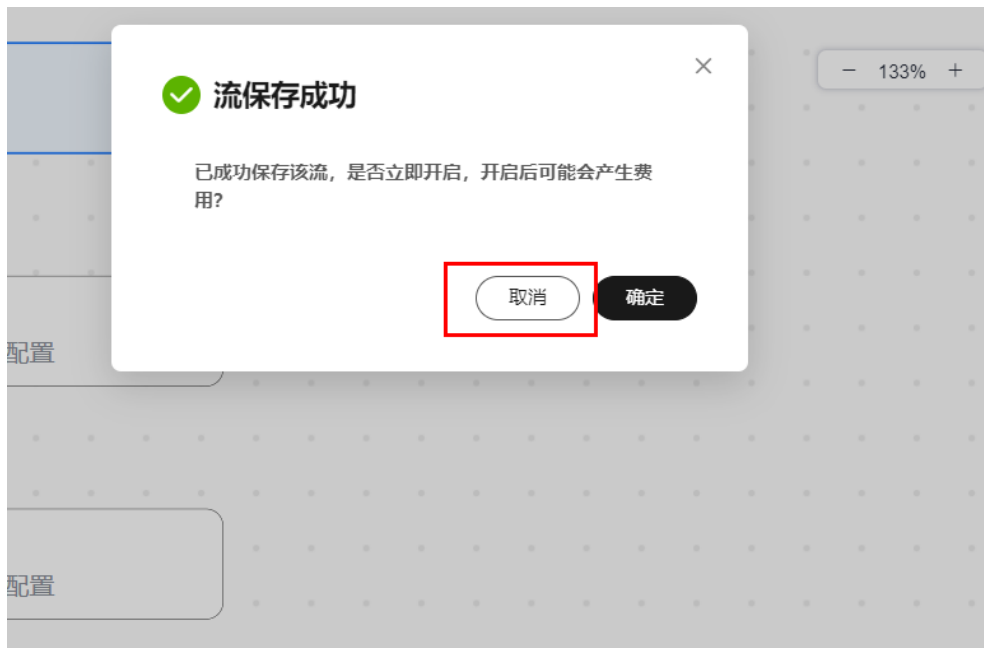 133%
流保存成功
已成功保存该流，是否立即开启，开启后可能会产生费
用?
取消
确定
配置
配置